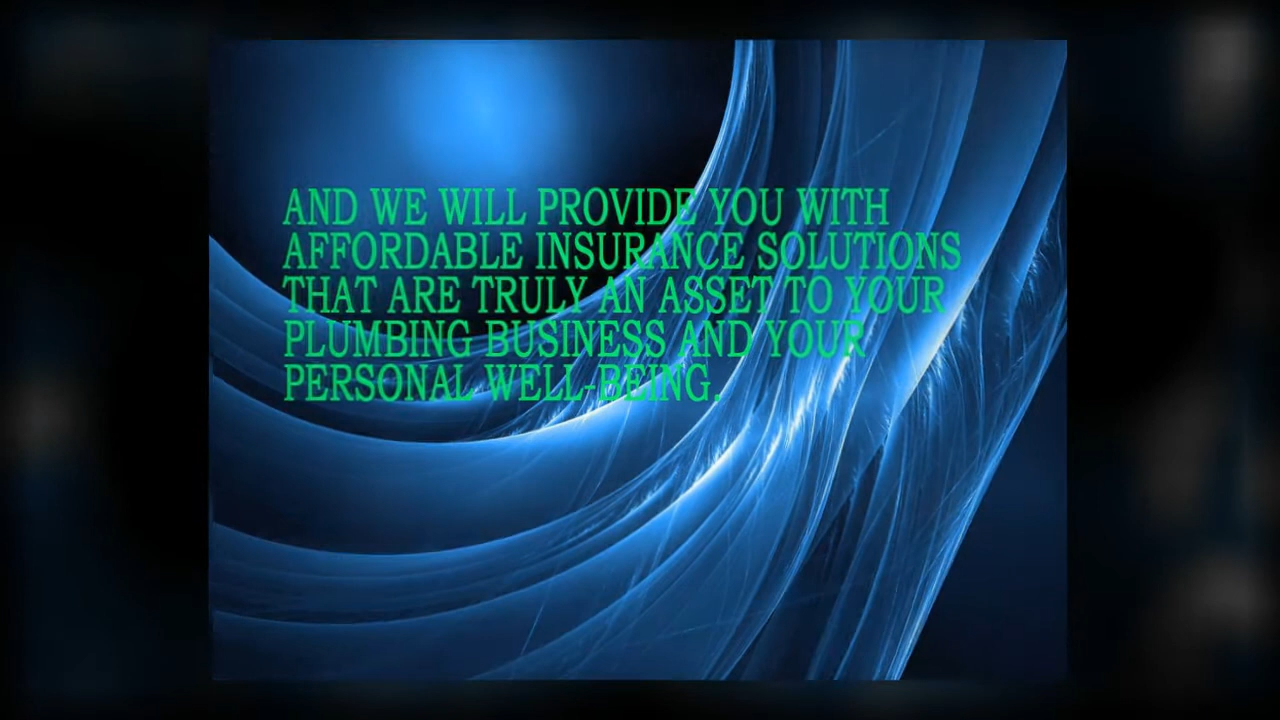 AND WE WILL PROVIDE YOU WITH
AFFORDABLE INSURANCE SOLUTIONS
THAT ARE TRULY AN ASSET TO YOUR
PLUMBING BUSINESS AND YOUR
PERSONAL WELL-BEING.